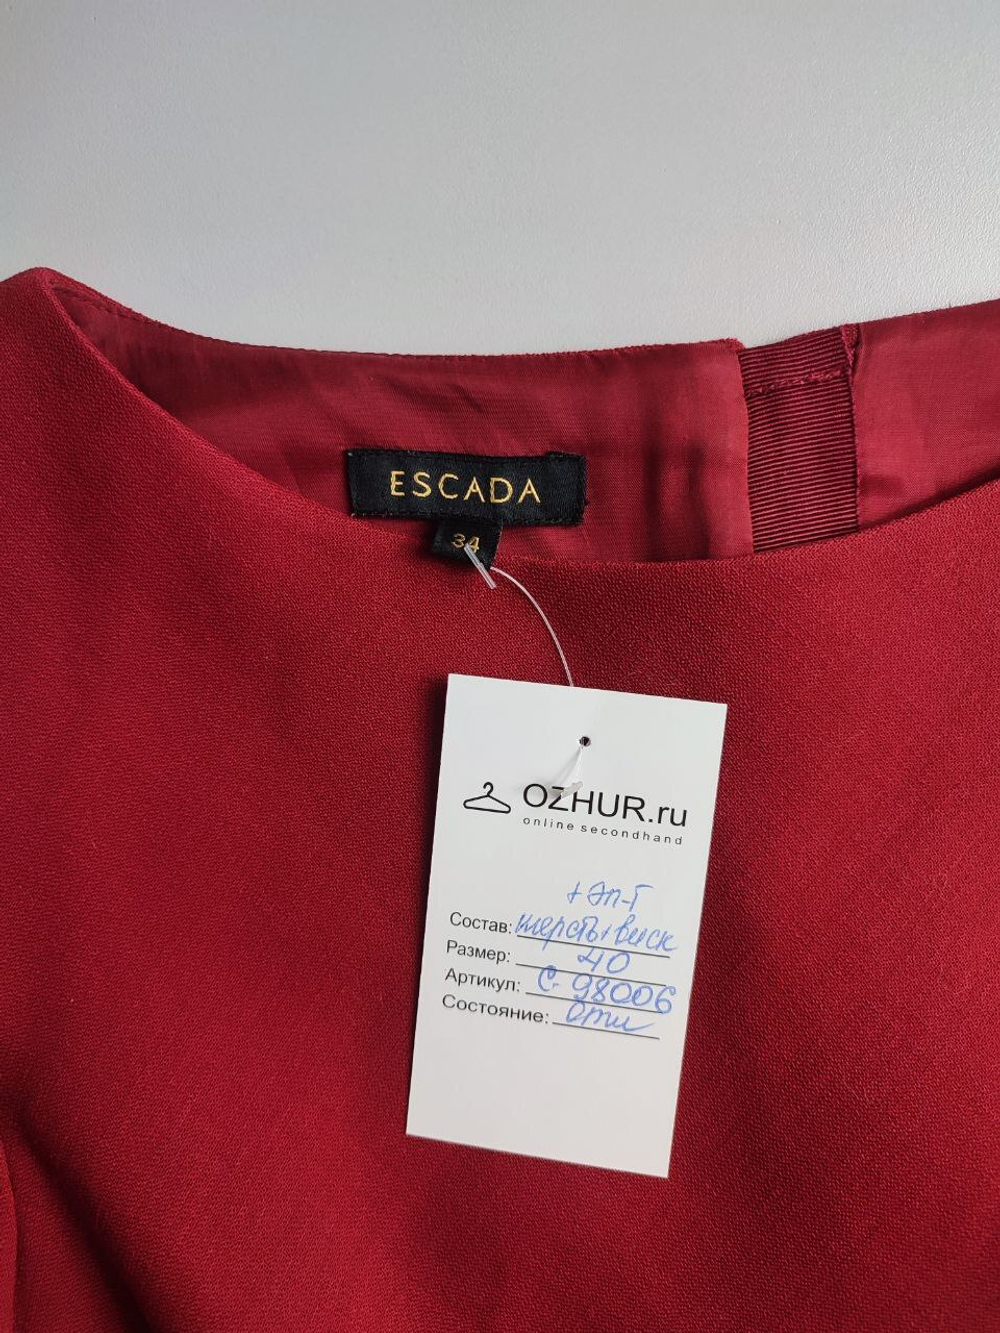 ESCADA
34
OZHUR.ru
online secondhand
+ эл-т
Состав: шерсть+виск
Размер: 40
Артикул: С-98006
Состояние: отл